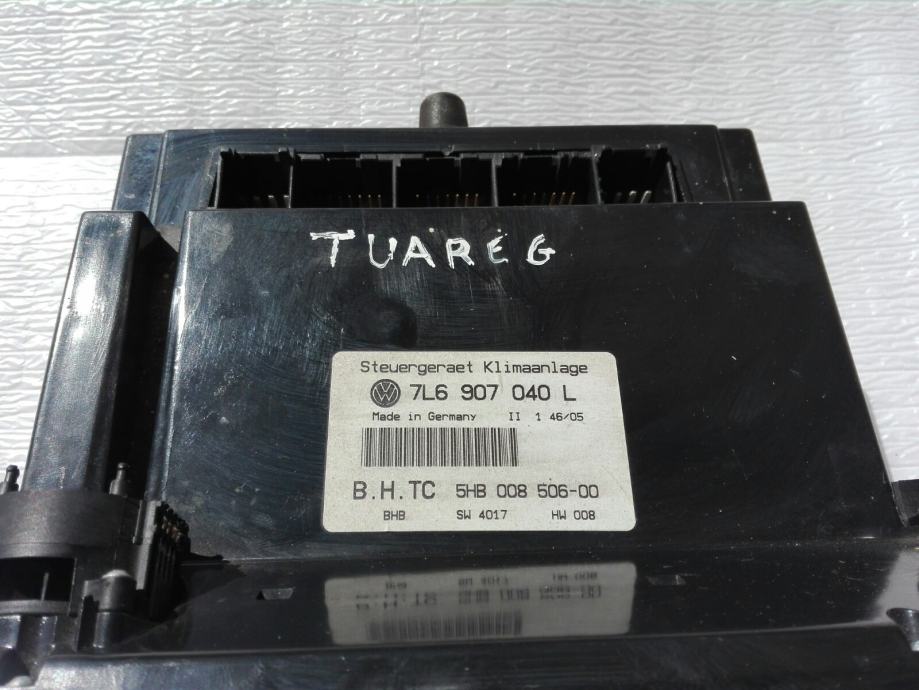 TUAREG
Steuergeraet Klimaanlage
7L6 907 040 L
Made in Germany II 1 46/05
B.H.TC 5HB 008 506-00
BHB SW 4017 HW 008